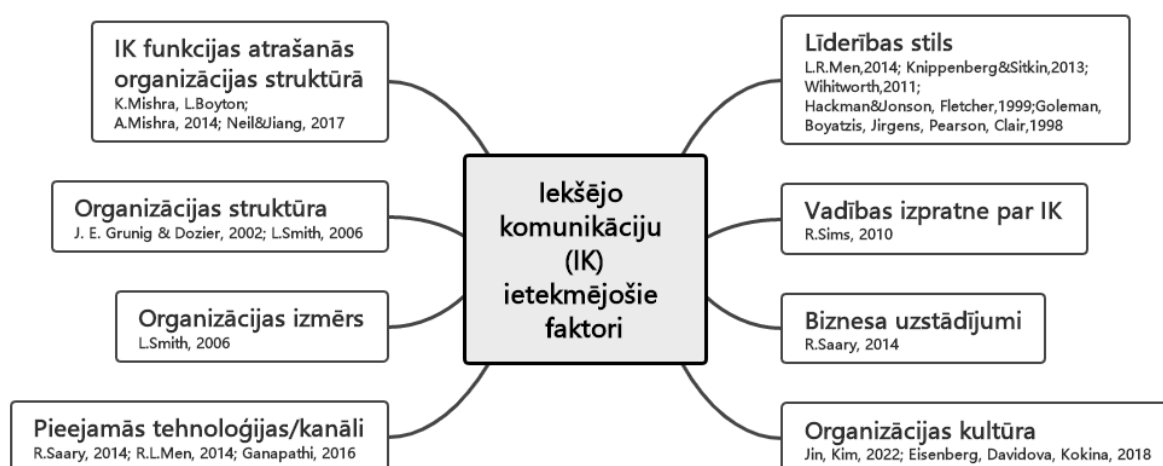 IK funkcijas atrašanās
organizācijas struktūrā
K.Mishra, L.Boyton;
A.Mishra, 2014; Neil&Jiang, 2017
Organizācijas struktūra
J. E. Grunig & Dozier, 2002; L.Smith, 2006
Organizācijas izmērs
L.Smith, 2006
Pieejamās tehnoloģijas/kanāli
R.Saary, 2014; R.L.Men, 2014; Ganapathi, 2016
Iekšējo
komunikāciju
(IK)
ietekmējošie
faktori
Līderības stils
L.R.Men,2014; Knippenberg&Sitkin,2013;
Wihitworth,2011;
Hackman&Jonson, Fletcher,1999;Goleman,
Boyatzis, Jirgens, Pearson, Clair,1998
Vadības izpratne par IK
R.Sims, 2010
Biznesa uzstādījumi
R.Saary, 2014
Organizācijas kultūra
Jin, Kim, 2022; Eisenberg, Davidova, Kokina, 2018